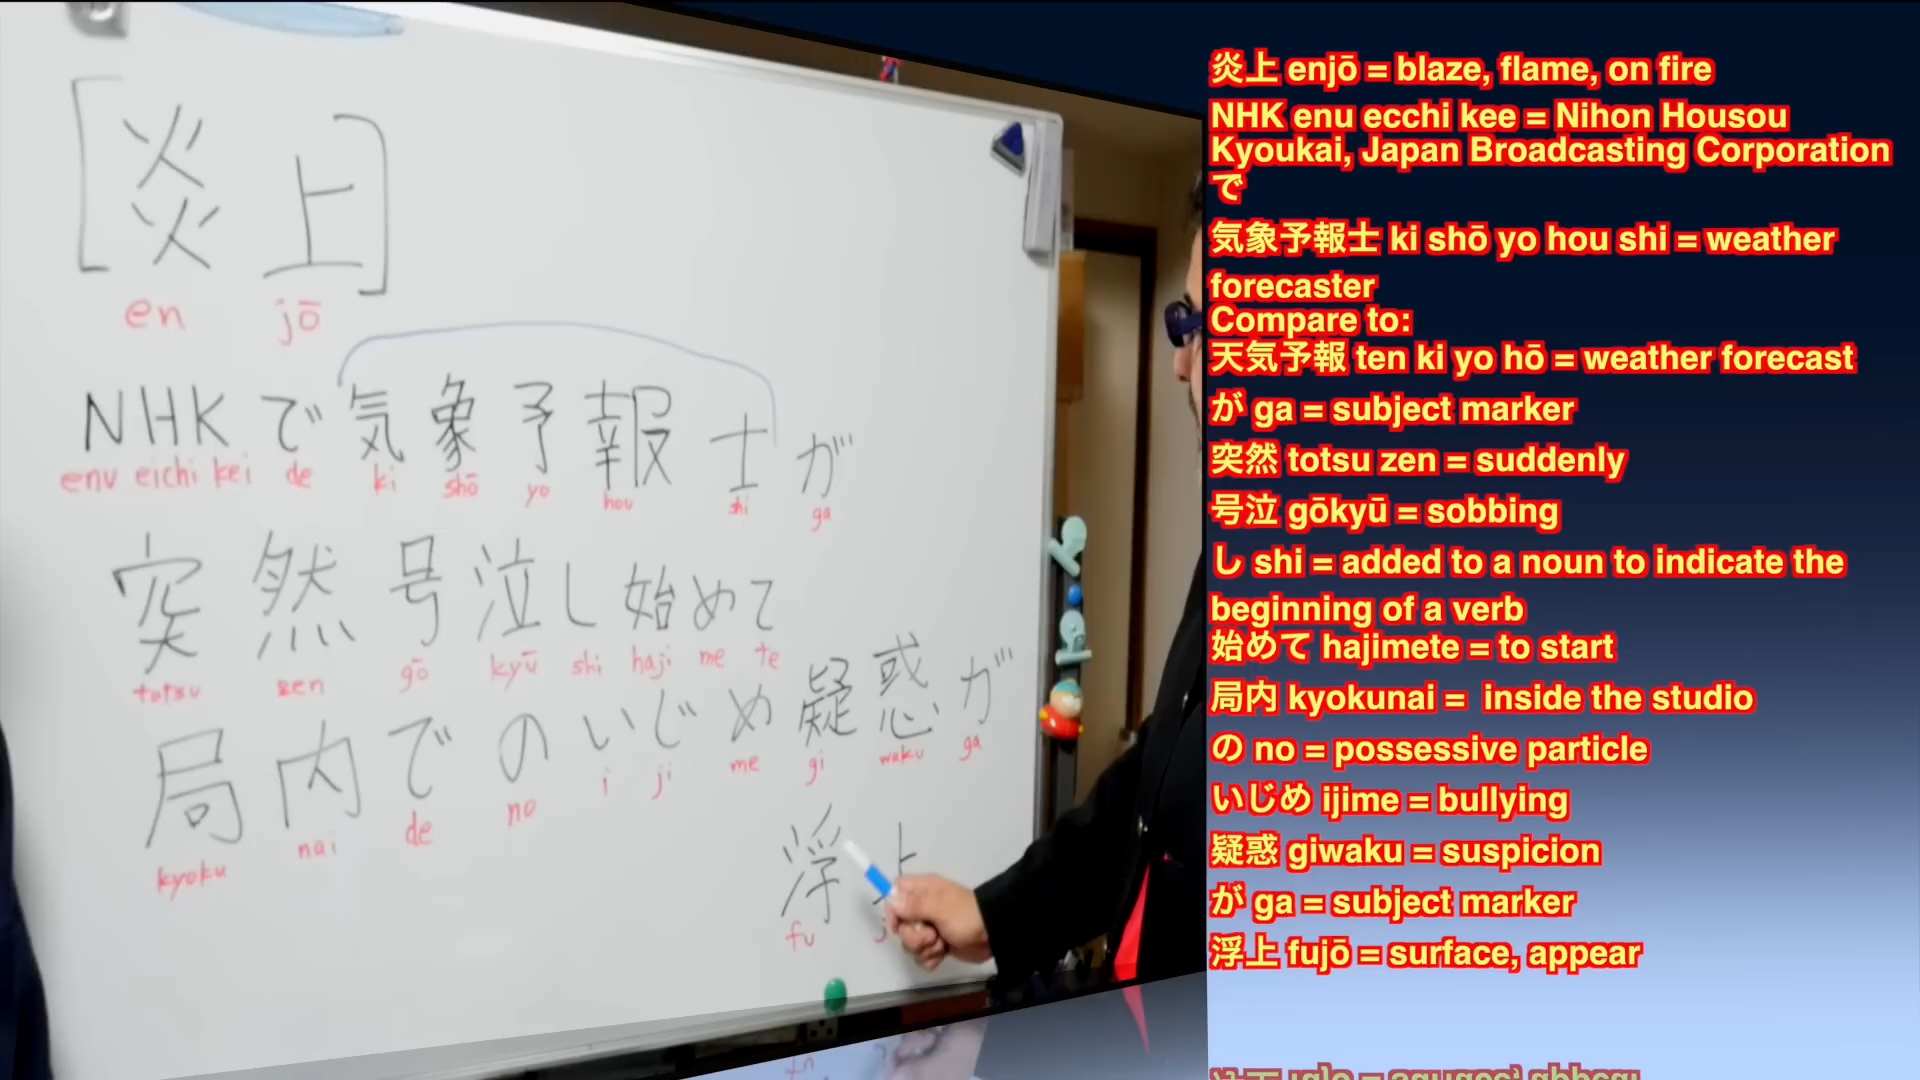 [炎上]
en jō
NHKで気象予報士が
enu eichi kei de ki shō yo hou shi ga
突然号泣し始めて
totsu zen gō kyū shi haji me te
局内でのいじめ疑惑が
kyoku nai de no i ji me gi waku ga
浮上
fu
炎上 enjō = blaze, flame, on fire
NHK enu ecchi kee = Nihon Housou
Kyoukai, Japan Broadcasting Corporation
で
気象予報士 ki shō yo hou shi = weather
forecaster
Compare to:
天気予報 ten ki yo hō = weather forecast
が ga = subject marker
突然 totsu zen = suddenly
号泣 gōkyū = sobbing
し shi = added to a noun to indicate the
beginning of a verb
始めて hajimete = to start
局内 kyokunai =  inside the studio
の no = possessive particle
いじめ ijime = bullying
疑惑 giwaku = suspicion
が ga = subject marker
浮上 fujō = surface, appear